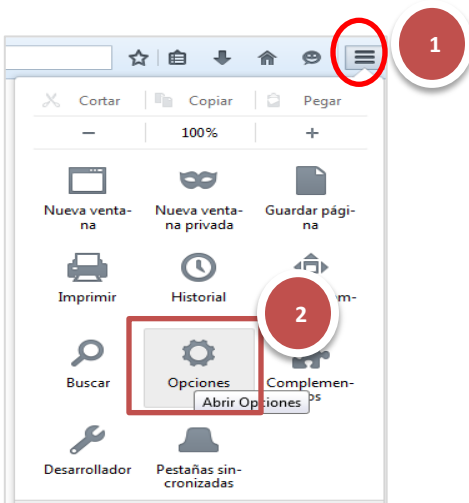 1
Cortar Copiar Pegar
− 100% +
Nueva venta- Nueva venta- Guardar pági-
na na privada na
Imprimir Historial
m-
2
Buscar Opciones Complemen-
os
Abrir Opciones
Desarrollador Pestañas sin-
cronizadas